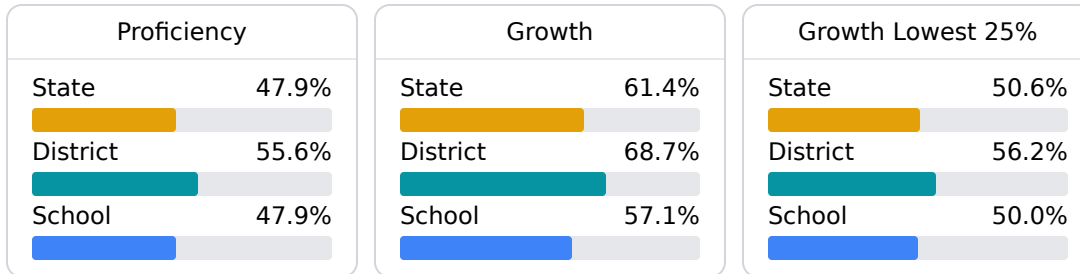 Proficiency
State 47.9%
District 55.6%
School 47.9%
Growth
State 61.4%
District 68.7%
School 57.1%
Growth Lowest 25%
State 50.6%
District 56.2%
School 50.0%